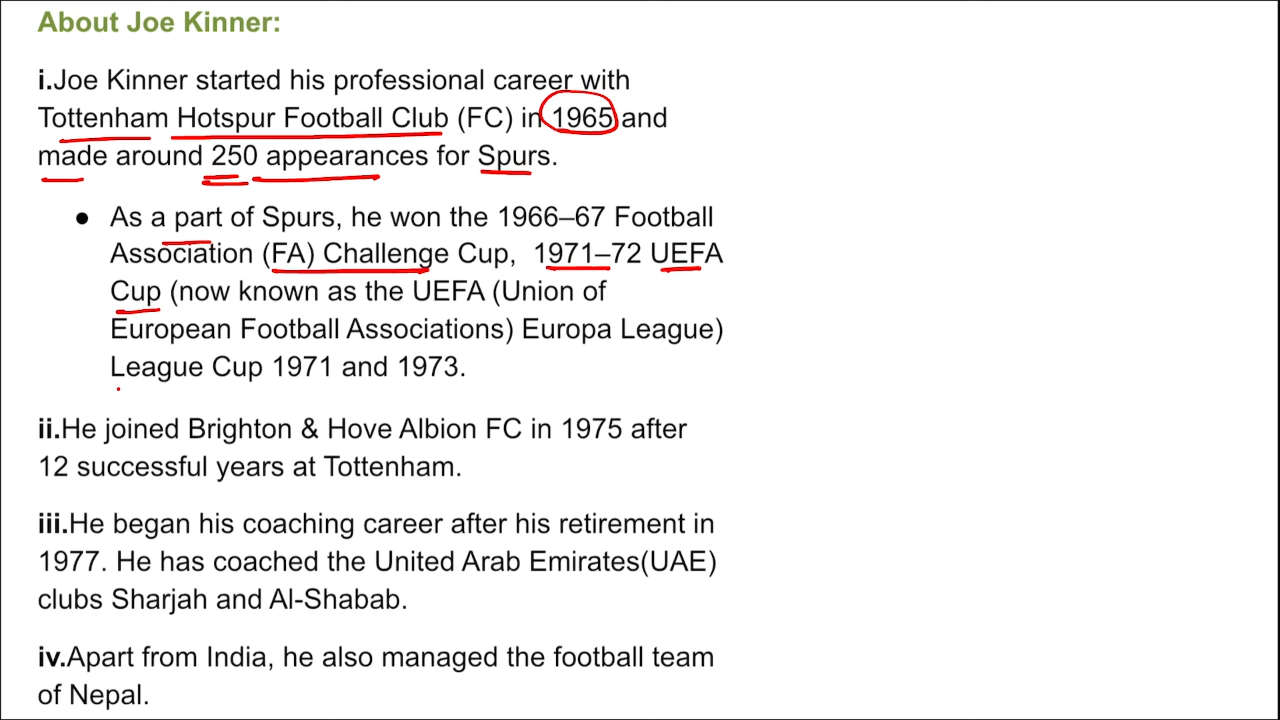 About Joe Kinner:
i.Joe Kinner started his professional career with
Tottenham Hotspur Football Club (FC) in 1965 and
made around 250 appearances for Spurs.
● As a part of Spurs, he won the 1966–67 Football
Association (FA) Challenge Cup, 1971–72 UEFA
Cup (now known as the UEFA (Union of
European Football Associations) Europa League)
League Cup 1971 and 1973.
ii.He joined Brighton & Hove Albion FC in 1975 after
12 successful years at Tottenham.
iii.He began his coaching career after his retirement in
1977. He has coached the United Arab Emirates(UAE)
clubs Sharjah and Al-Shabab.
iv.Apart from India, he also managed the football team
of Nepal.